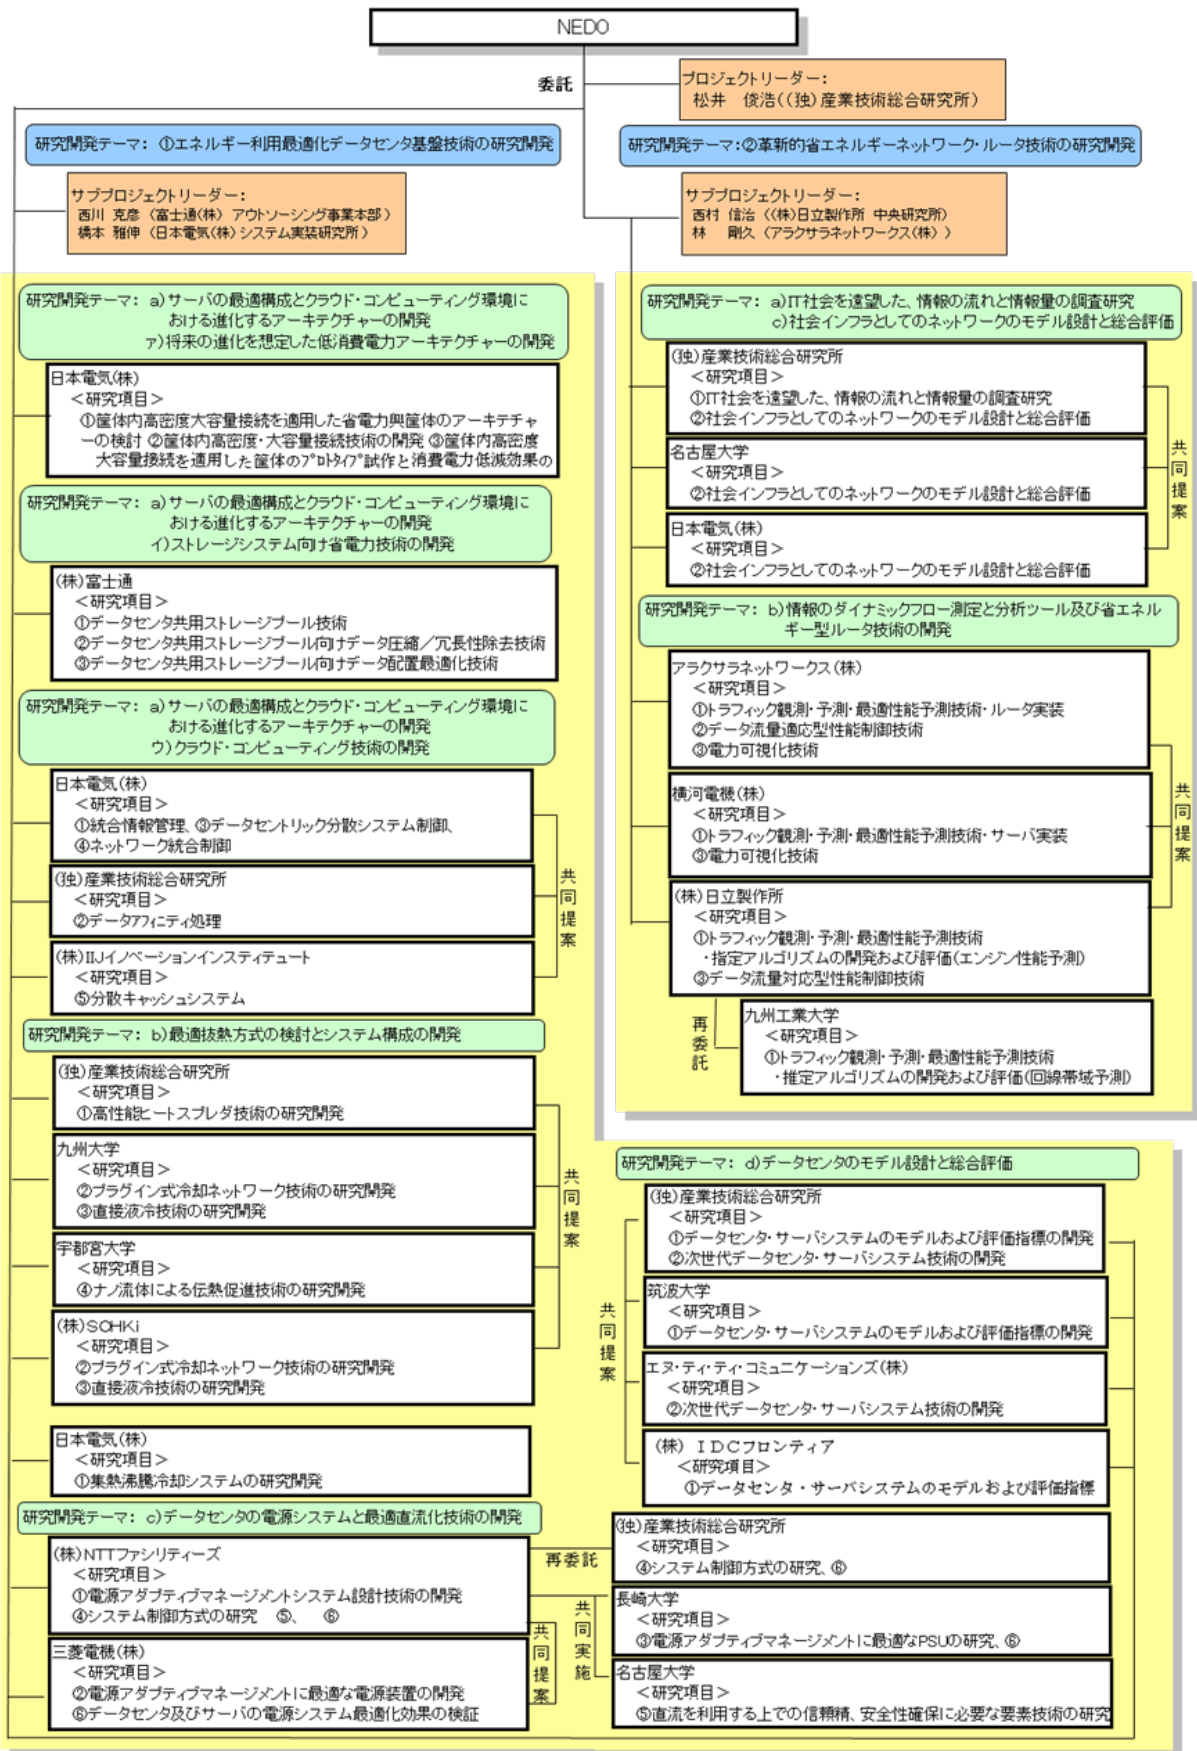 NEDO
委託
プロジェクトリーダー：
松井　俊浩（（独）産業技術総合研究所）
研究開発テーマ： ①エネルギー利用最適化データセンタ基盤技術の研究開発
サブプロジェクトリーダー：
西川 克彦 （富士通（株） アウトソーシング事業本部）
橋本 雅伸 （日本電気（株）システム実装研究所）
研究開発テーマ：②革新的省エネルギーネットワーク・ルータ技術の研究開発
サブプロジェクトリーダー：
西村 信治 （（株）日立製作所 中央研究所）
林　 剛久 （アラクサラネットワークス（株））
研究開発テーマ： a）サーバの最適構成とクラウド・コンピューティング環境に
おける進化するアーキテクチャーの開発
ァ）将来の進化を想定した低消費電力アーキテクチャーの開発
日本電気（株）
＜研究項目＞
①筐体内高密度大容量接続を適用した省電力與筐体のアーキテチャ
ーの検討 ②筐体内高密度・大容量接続技術の開発 ③筐体内高密度
大容量接続を適用した筐体のプロトタイプ試作と消費電力低減効果の
研究開発テーマ： a）サーバの最適構成とクラウド・コンピューティング環境に
おける進化するアーキテクチャーの開発
イ）ストレージシステム向け省電力技術の開発
（株）富士通
＜研究項目＞
①データセンタ共用ストレージプール技術
②データセンタ共用ストレージプール向けデータ圧縮／冗長性除去技術
③データセンタ共用ストレージプール向けデータ配置最適化技術
研究開発テーマ： a）サーバの最適構成とクラウド・コンピューティング環境に
おける進化するアーキテクチャーの開発
ウ）クラウド・コンピューティング技術の開発
日本電気（株）
＜研究項目＞
①統合情報管理、③データセントリック分散システム制御、
④ネットワーク統合制御
（独）産業技術総合研究所
＜研究項目＞
②データアフィニティ処理
（株）IIJイノベーションインスティテュート
＜研究項目＞
⑤分散キャッシュシステム
共同提案
研究開発テーマ： b）最適抜熱方式の検討とシステム構成の開発
（独）産業技術総合研究所
＜研究項目＞
①高性能ヒートスプレダ技術の研究開発
九州大学
＜研究項目＞
②プラグイン式冷却ネットワーク技術の研究開発
③直接液冷技術の研究開発
宇都宮大学
＜研究項目＞
④ナノ流体による伝熱促進技術の研究開発
（株）SOHKi
＜研究項目＞
②プラグイン式冷却ネットワーク技術の研究開発
③直接液冷技術の研究開発
共同提案
日本電気（株）
＜研究項目＞
①集熱沸騰冷却システムの研究開発
研究開発テーマ： c）データセンタの電源システムと最適直流化技術の開発
（株）NTTファシリティーズ
＜研究項目＞
①電源アダプティブマネージメントシステム設計技術の開発
④システム制御方式の研究　⑤、　⑥
三菱電機（株）
＜研究項目＞
②電源アダプティブマネージメントに最適な電源装置の開発
⑥データセンタ及びサーバの電源システム最適化効果の検証
共同提案
再委託
共同実施
（独）産業技術総合研究所
＜研究項目＞
④システム制御方式の研究、⑥
長崎大学
＜研究項目＞
③電源アダプティブマネージメントに最適なPSUの研究、⑥
名古屋大学
＜研究項目＞
⑤直流を利用する上での信頼精、安全性確保に必要な要素技術の研究
研究開発テーマ： a）IT社会を遠望した、情報の流れと情報量の調査研究
c）社会インフラとしてのネットワークのモデル設計と総合評価
（独）産業技術総合研究所
＜研究項目＞
①IT社会を遠望した、情報の流れと情報量の調査研究
②社会インフラとしてのネットワークのモデル設計と総合評価
名古屋大学
＜研究項目＞
②社会インフラとしてのネットワークのモデル設計と総合評価
日本電気（株）
＜研究項目＞
②社会インフラとしてのネットワークのモデル設計と総合評価
共同提案
研究開発テーマ： b）情報のダイナミックフロー測定と分析ツール及び省エネル
ギー型ルータ技術の開発
アラクサラネットワークス（株）
＜研究項目＞
①トラフィック観測・予測・最適性能予測技術・ルータ実装
②データ流量適応型性能制御技術
③電力可視化技術
横河電機（株）
＜研究項目＞
①トラフィック観測・予測・最適性能予測技術・サーバ実装
③電力可視化技術
（株）日立製作所
＜研究項目＞
①トラフィック観測・予測・最適性能予測技術
・指定アルゴリズムの開発および評価（エンジン性能予測）
③データ流量対応型性能制御技術
共同提案
再委託
九州工業大学
＜研究項目＞
①トラフィック観測・予測・最適性能予測技術
・推定アルゴリズムの開発および評価（回線帯域予測）
研究開発テーマ： d）データセンタのモデル設計と総合評価
（独）産業技術総合研究所
＜研究項目＞
①データセンタ・サーバシステムのモデルおよび評価指標の開発
②次世代データセンタ・サーバシステム技術の開発
筑波大学
＜研究項目＞
①データセンタ・サーバシステムのモデルおよび評価指標の開発
エヌ・ティ・ティ・コミュニケーションズ（株）
＜研究項目＞
②次世代データセンタ・サーバシステム技術の開発
（株）ＩＤＣフロンティア
＜研究項目＞
①データセンタ・サーバシステムのモデルおよび評価指標
共同提案